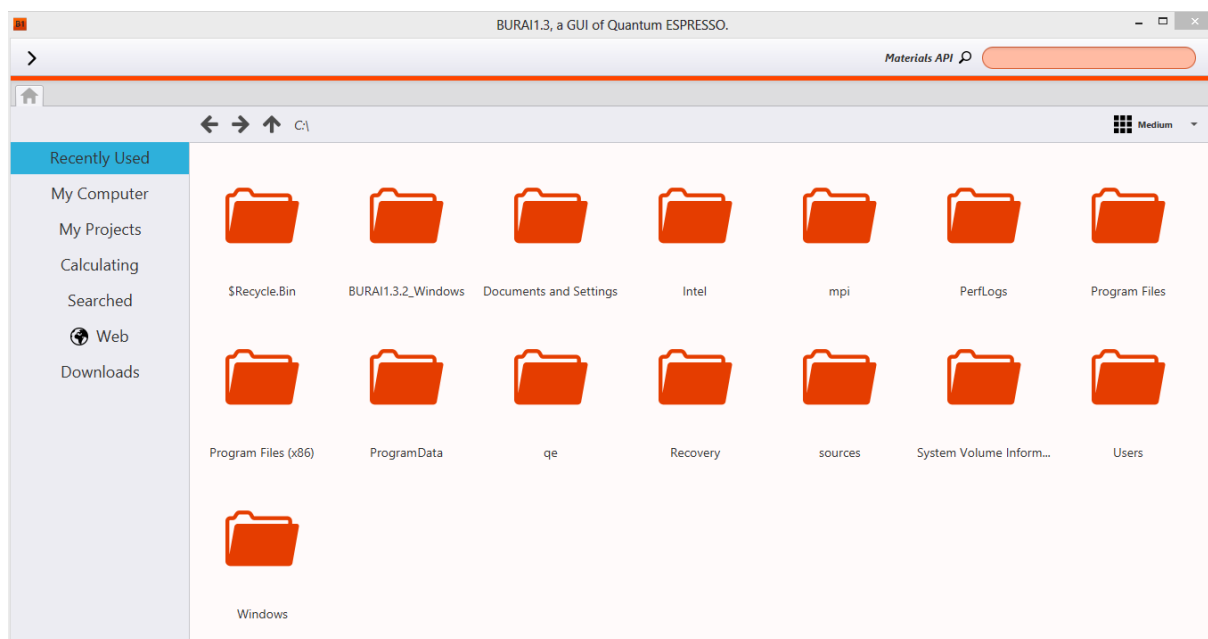 BURAI1.3, a GUI of Quantum ESPRESSO.
Materials API
C:\
Medium
Recently Used
My Computer
My Projects
Calculating
Searched
Web
Downloads
$Recycle.Bin BURAI1.3.2_Windows Documents and Settings Intel mpi PerfLogs Program Files
Program Files (x86) ProgramData qe Recovery sources System Volume Inform... Users
Windows